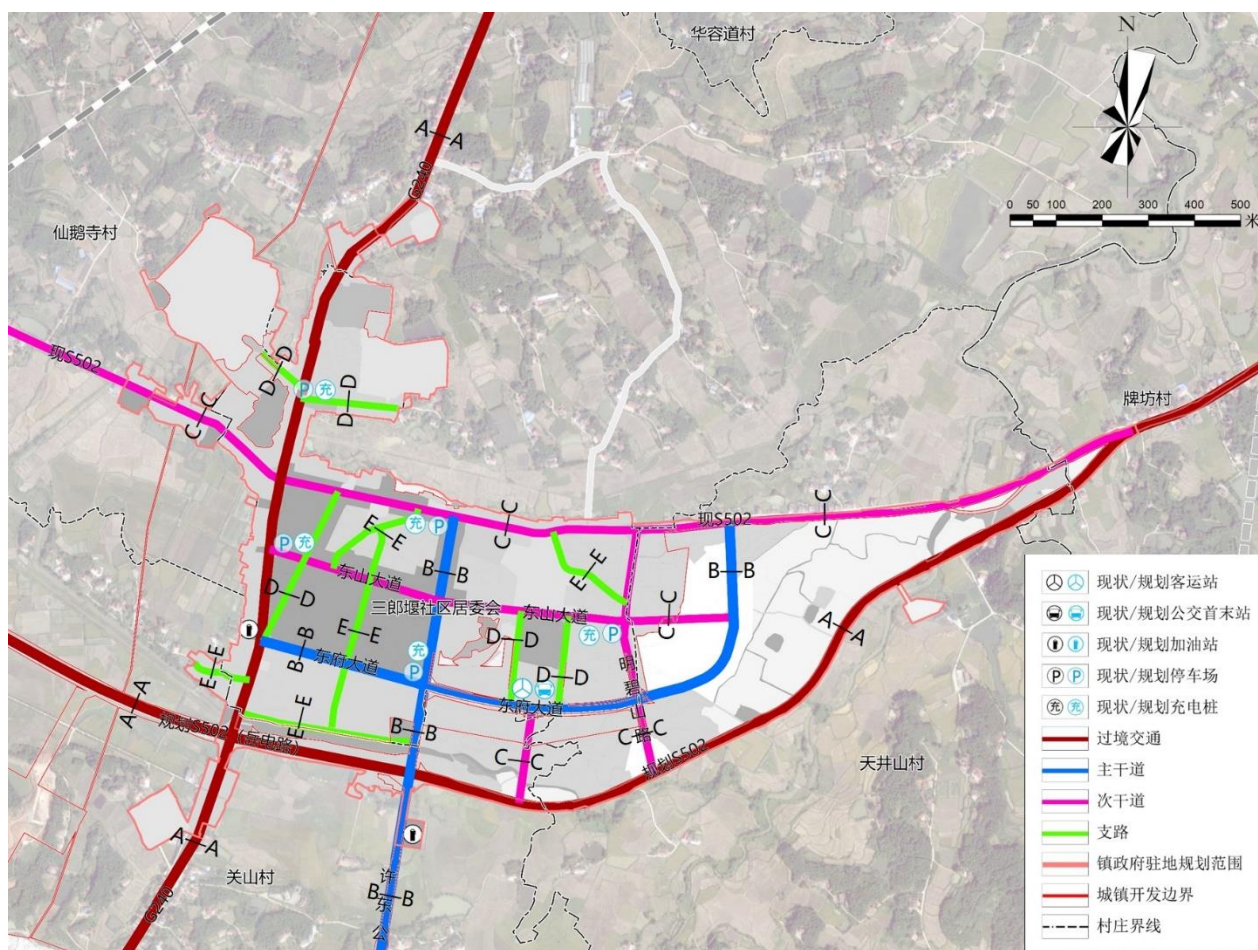 华容道村
N
A—A
G240
0 50 100 200 300 400 500
米
仙鹅寺村
现S502
D—D
P 充
D—D
C—C
牌坊村
充 P
C—C
现S502
C—C
E—E
P 充
B—B
E—E
B—B
东山大道
三郎堰社区居委会
东山大道
C—C
D—D
E—E
D—D
充 P
A—A
B—B
东府大道
充
P
D—D
明碧山路
E—E
东府大道
A—A
E—E
B—B
C—C
规划S502
C—C
规划S502
天井山村
A—A
关山村
G240
B—B
许东公
现状/规划客运站
现状/规划公交首末站
现状/规划加油站
P P 现状/规划停车场
充 充 现状/规划充电桩
过境交通
主干道
次干道
支路
镇政府驻地规划范围
城镇开发边界
村庄界线